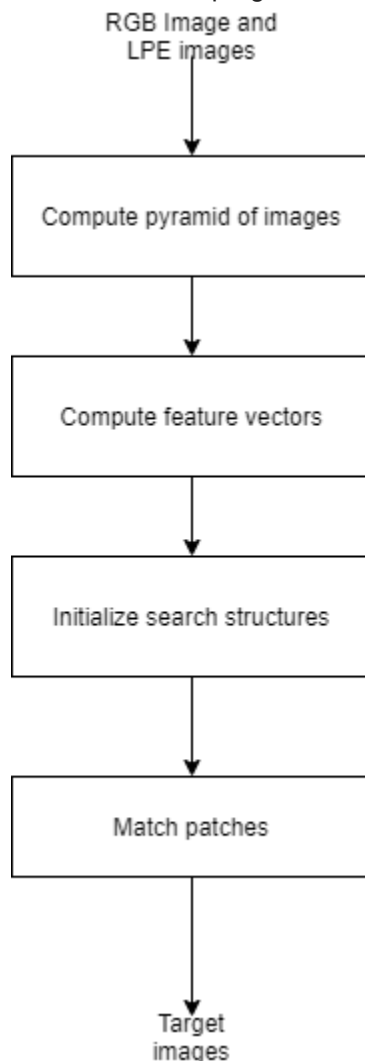 RGB Image and
LPE images
Compute pyramid of images
Compute feature vectors
Initialize search structures
Match patches
Target
images